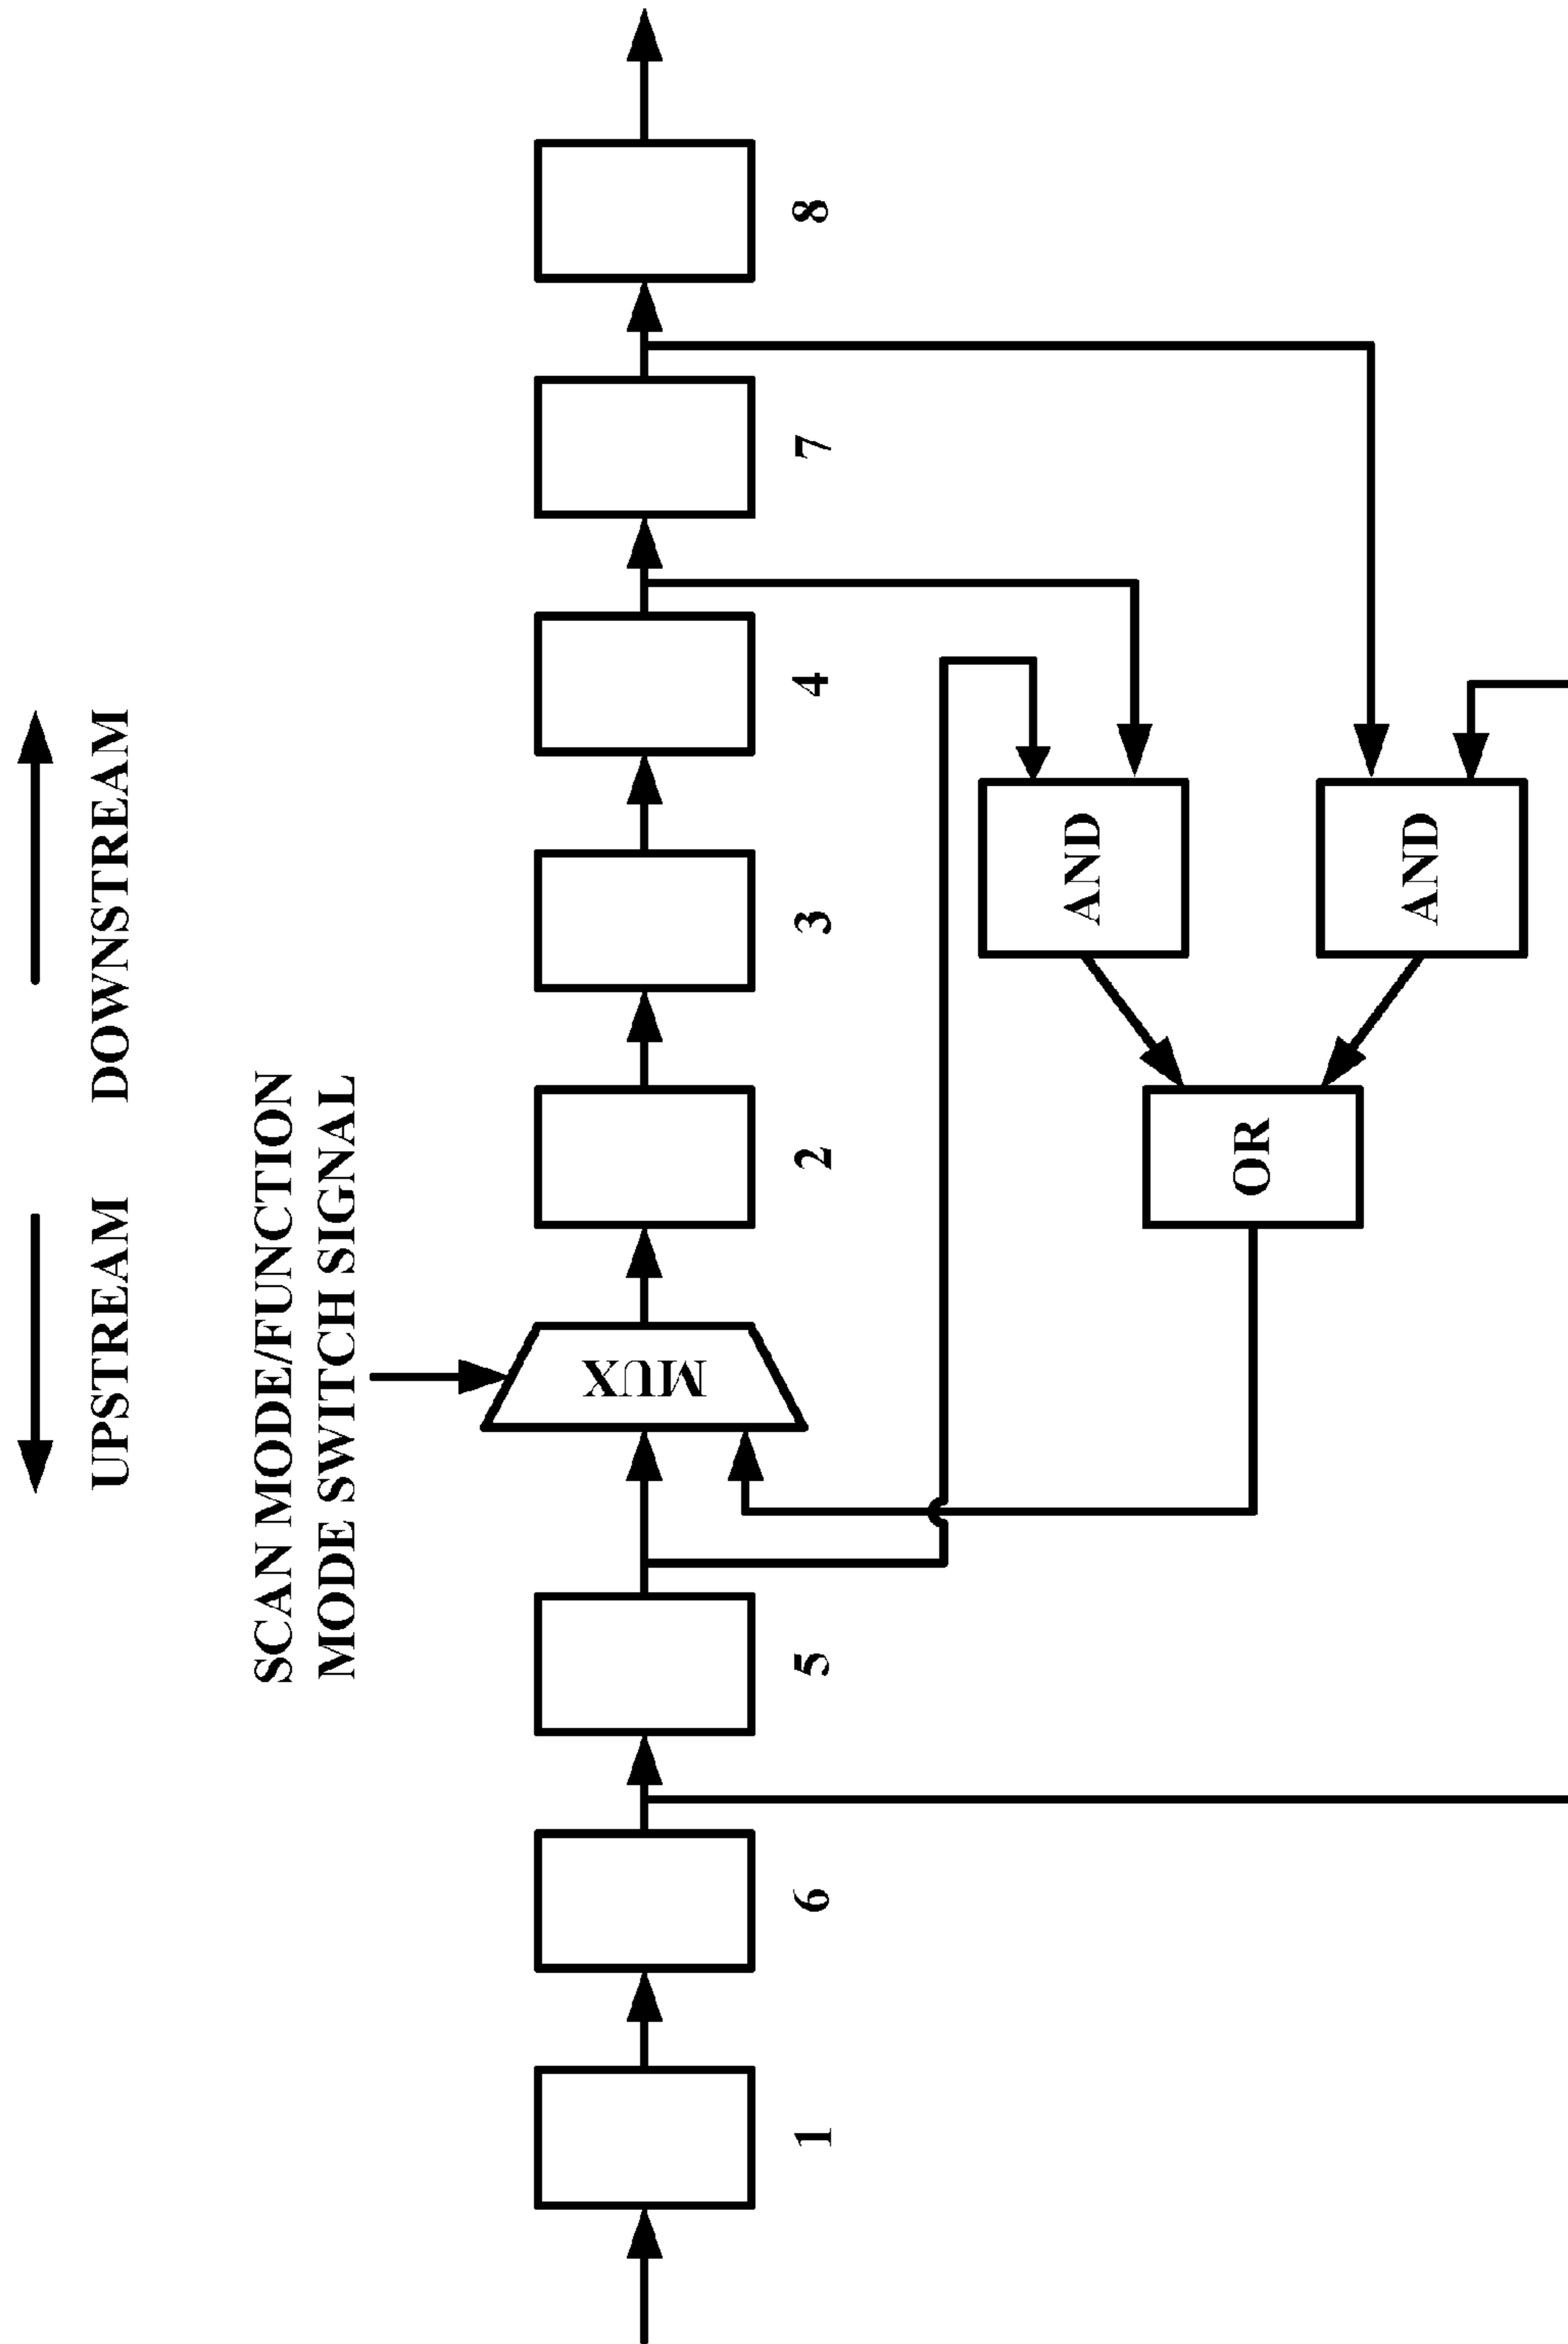 UPSTREAM DOWNSTREAM
SCAN MODE/FUNCTION
MODE SWITCH SIGNAL
MUX
1
6
5
2
3
4
7
8
OR
AND
AND